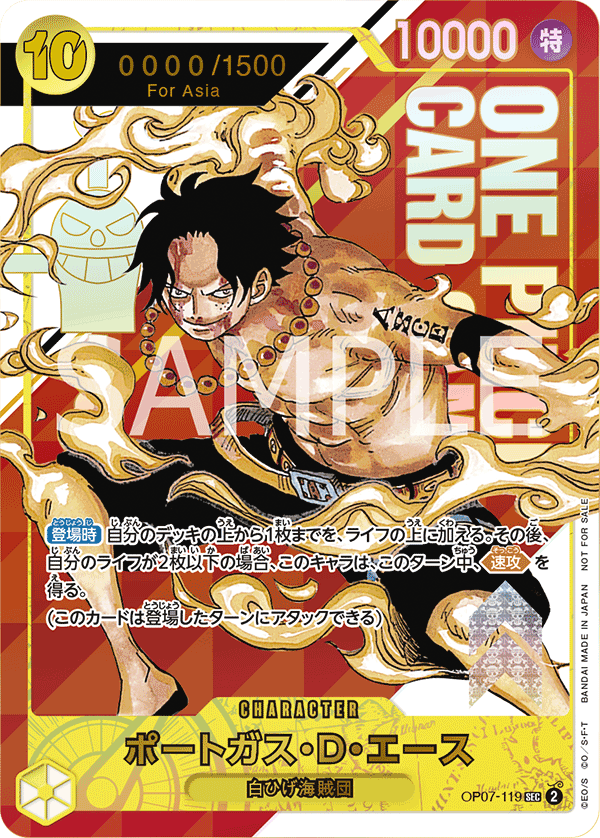 10
0000/1500
For Asia
10000 特
ONE PIECE
CARD G M
SAMPLE
ASCE
登場時 自分のデッキの上から1枚までを、ライフの上に加える。その後、
自分のライフが2枚以下の場合、このキャラは、このターン中、速攻 を
得る。
(このカードは登場したターンにアタックできる)
CHARACTER
ポートガス・D・エース
白ひげ海賊団
OP07-119 SEC 2
©E.O/S ©O/S・F・T BANDAI MADE IN JAPAN NOT FOR SALE